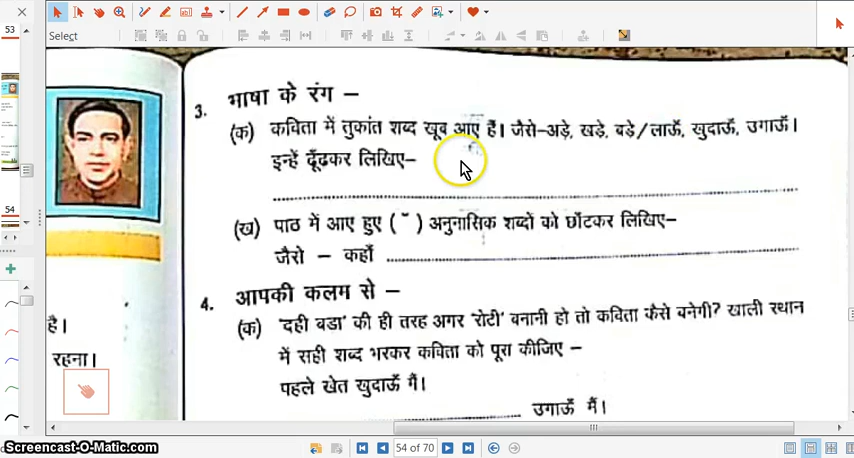 53
54
Select
3. भाषा के रंग –
(क) कविता में तुकांत शब्द खूब आए हैं। जैसे–अड़े, खड़े, बड़े/लाऊँ, खुदाऊँ, उगाऊँ।
इन्हें ढूँढकर लिखिए–
(ख) पाठ में आए हुए ( ˘ ) अनुनासिक शब्दों को छाँटकर लिखिए–
जैसे – कहाँ
4. आपकी कलम से –
(क) 'दही बडा' की ही तरह अगर 'रोटी' बनानी हो तो कविता कैसे बनेगी? खाली स्थान
में सही शब्द भरकर कविता को पूरा कीजिए –
पहले खेत खुदाऊँ मैं।
उगाऊँ मैं।
है।
रहना।
54 of 70
Screencast-O-Matic.com